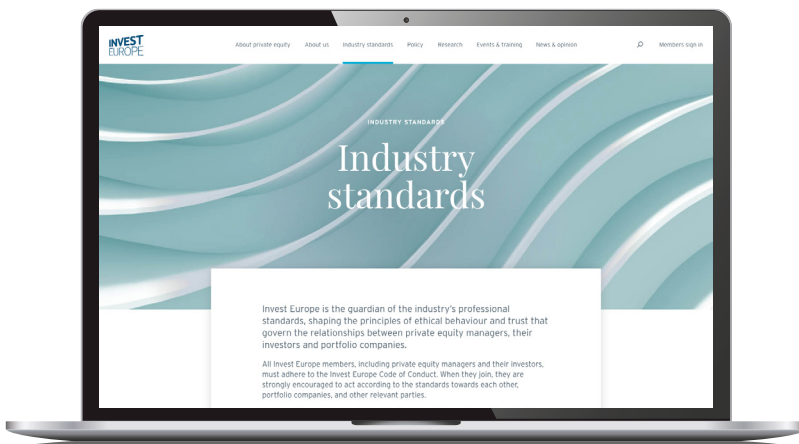 INVEST
EUROPE
About private equity About us Industry standards Policy Research Events & training News & opinion Members sign in
INDUSTRY STANDARDS
Industry
standards
Invest Europe is the guardian of the industry's professional
standards, shaping the principles of ethical behaviour and trust that
govern the relationships between private equity managers, their
investors and portfolio companies.
All Invest Europe members, including private equity managers and their investors,
must adhere to the Invest Europe Code of Conduct. When they join, they are
strongly encouraged to act according to the standards towards each other,
portfolio companies, and other relevant parties.